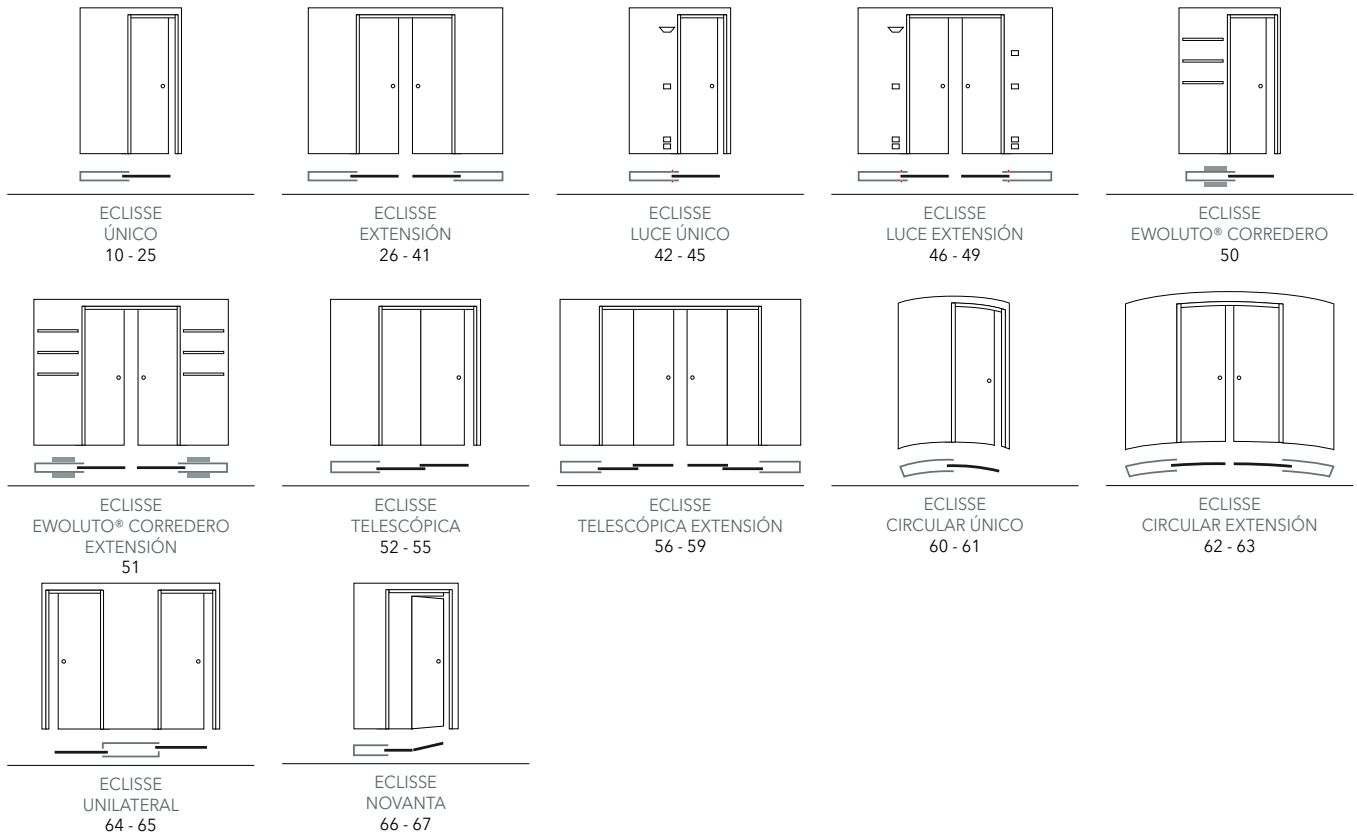 ECLISSE
ÚNICO
10 - 25
ECLISSE
EXTENSIÓN
26 - 41
ECLISSE
LUCE ÚNICO
42 - 45
ECLISSE
LUCE EXTENSIÓN
46 - 49
ECLISSE
EWOLUTO® CORREDERO
50
ECLISSE
EWOLUTO® CORREDERO
EXTENSIÓN
51
ECLISSE
TELESCÓPICA
52 - 55
ECLISSE
TELESCÓPICA EXTENSIÓN
56 - 59
ECLISSE
CIRCULAR ÚNICO
60 - 61
ECLISSE
CIRCULAR EXTENSIÓN
62 - 63
ECLISSE
UNILATERAL
64 - 65
ECLISSE
NOVANTA
66 - 67